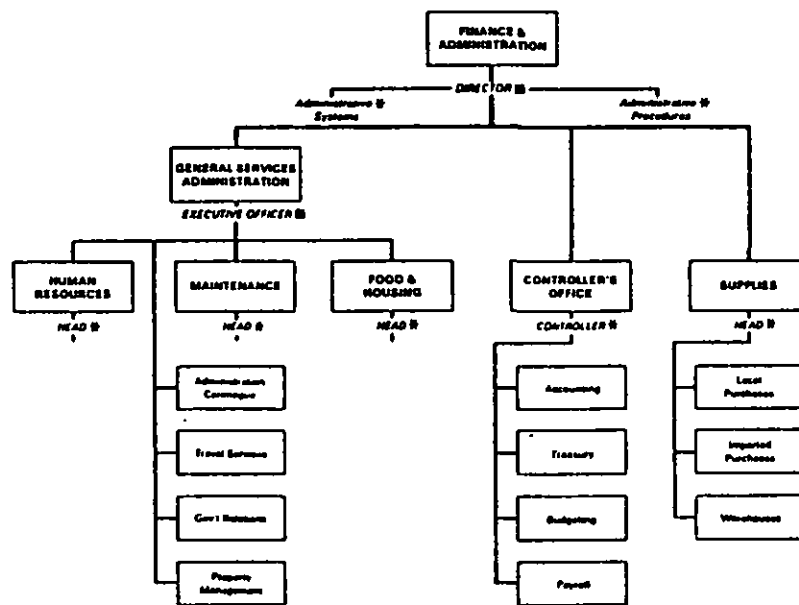 FINANCE &
ADMINISTRATION
DIRECTOR
Administrative
Systems
Administrative
Procedures
GENERAL SERVICES
ADMINISTRATION
EXECUTIVE OFFICER
HUMAN
RESOURCES
MAINTENANCE
FOOD &
HOUSING
CONTROLLER'S
OFFICE
SUPPLIES
HEAD
HEAD
HEAD
CONTROLLER
HEAD
Administration
Accounting
Local
Purchases
Travel Services
Treasury
Imported
Purchases
Gov't Relations
Budgeting
Warehouses
Property
Management
Payroll